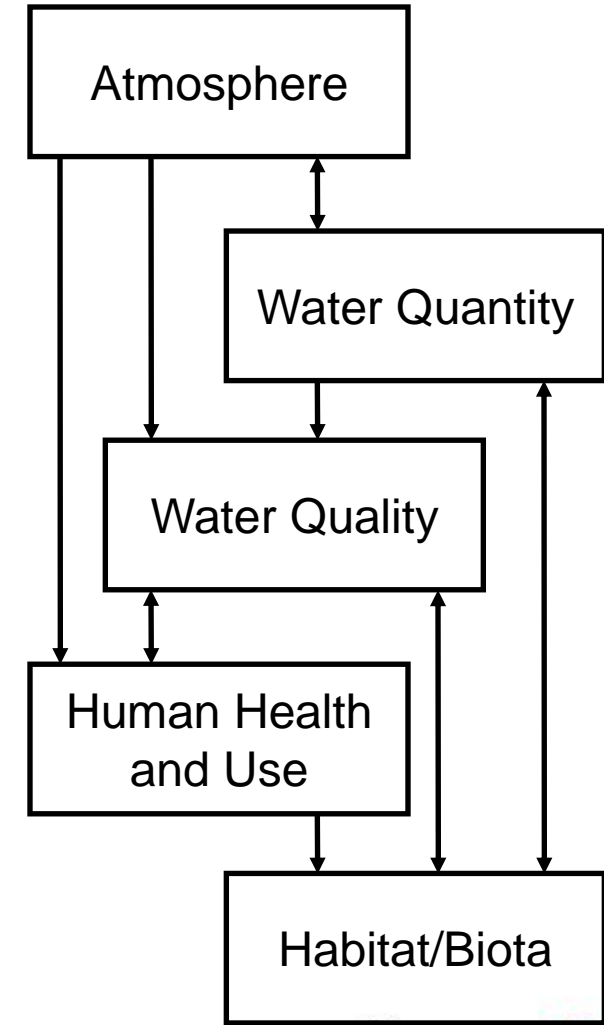 Atmosphere
Water Quantity
Water Quality
Human Health
and Use
Habitat/Biota